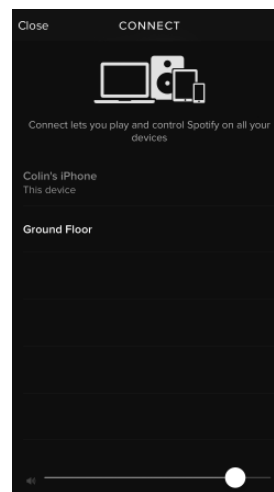 Close CONNECT
Connect lets you play and control Spotify on all your
devices
Colin's iPhone
This device
Ground Floor